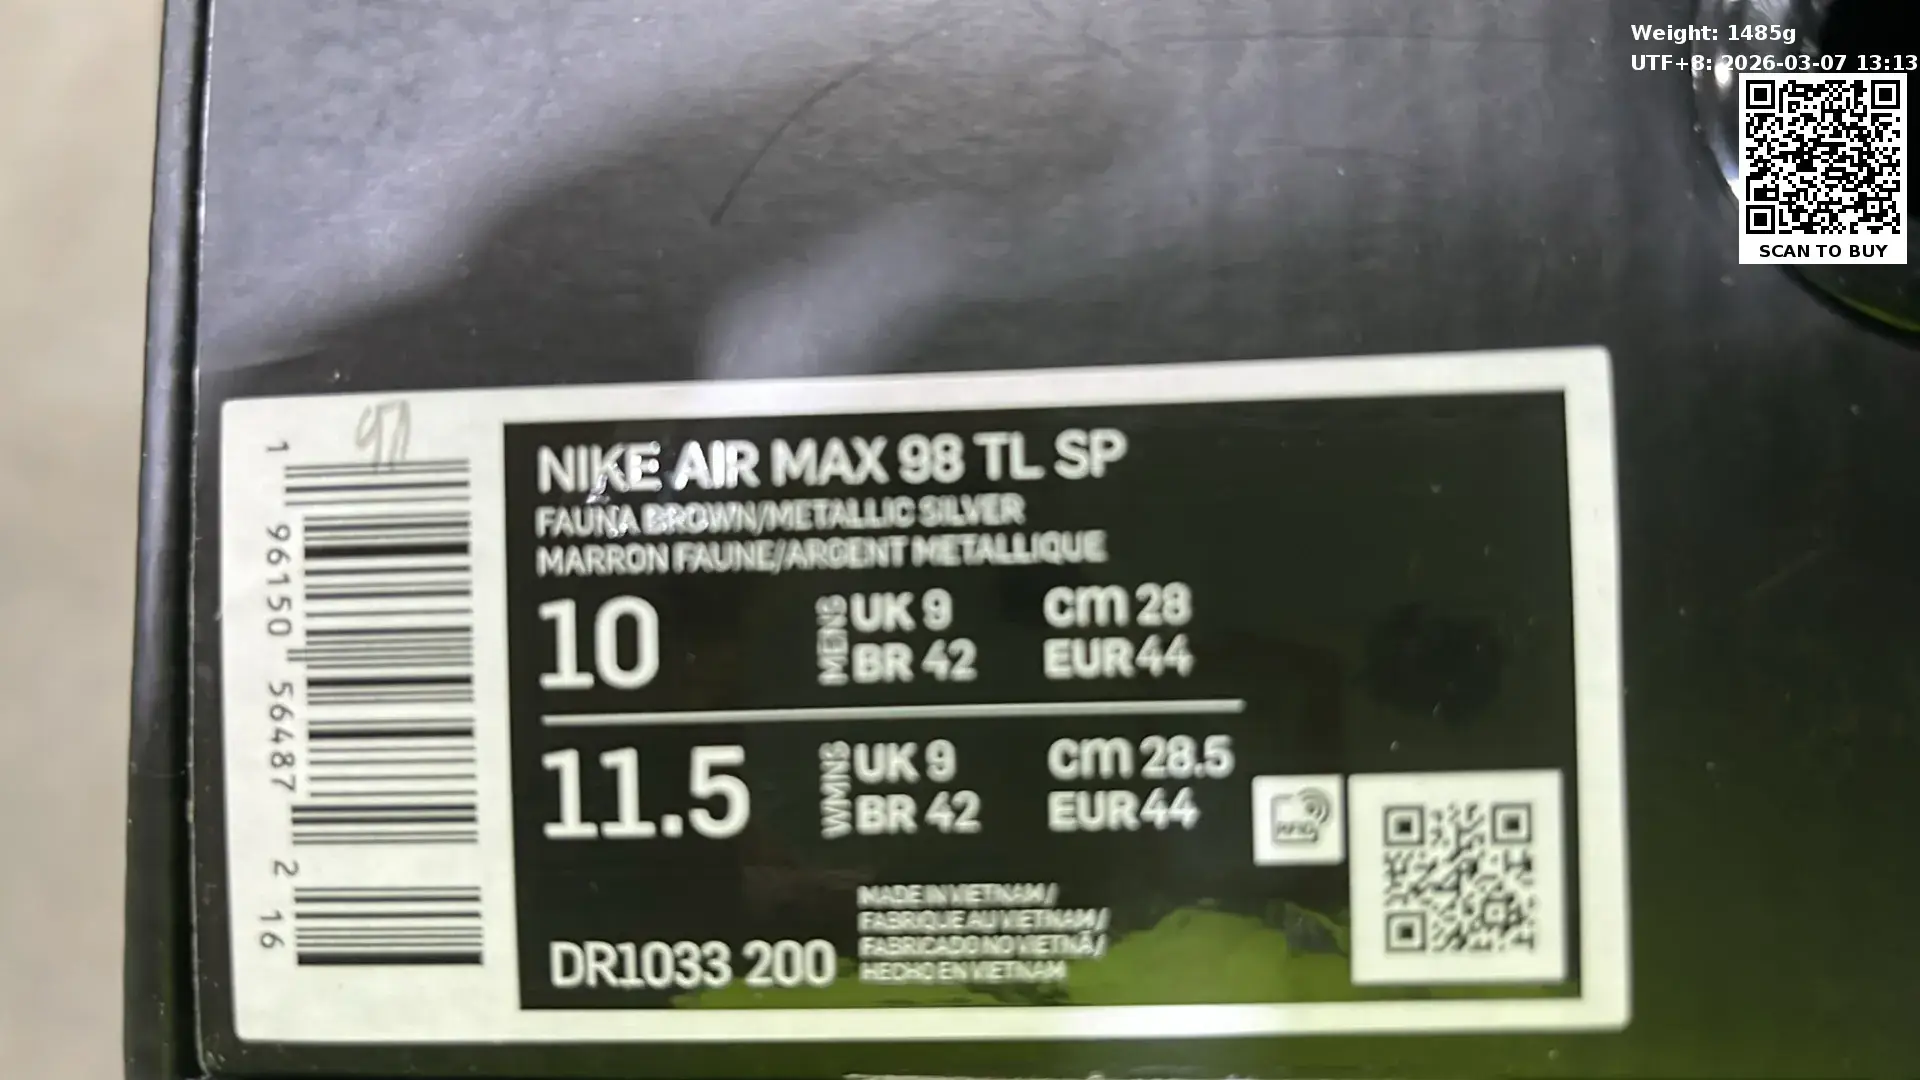 Weight: 1485g
UTF+8: 2026-03-07 13:13
SCAN TO BUY
1 96150 56487 2 16
NIKE AIR MAX 98 TL SP
FAUNA BROWN/METALLIC SILVER
MARRON FAUNE/ARGENT METALLIQUE
10 MENS UK 9 cm 28
BR 42 EUR 44
11.5 WMNS UK 9 cm 28.5
BR 42 EUR 44
RFID
MADE IN VIETNAM/
FABRIQUE AU VIETNAM/
FABRICADO NO VIETNÃ/
HECHO EN VIETNAM
DR1033 200